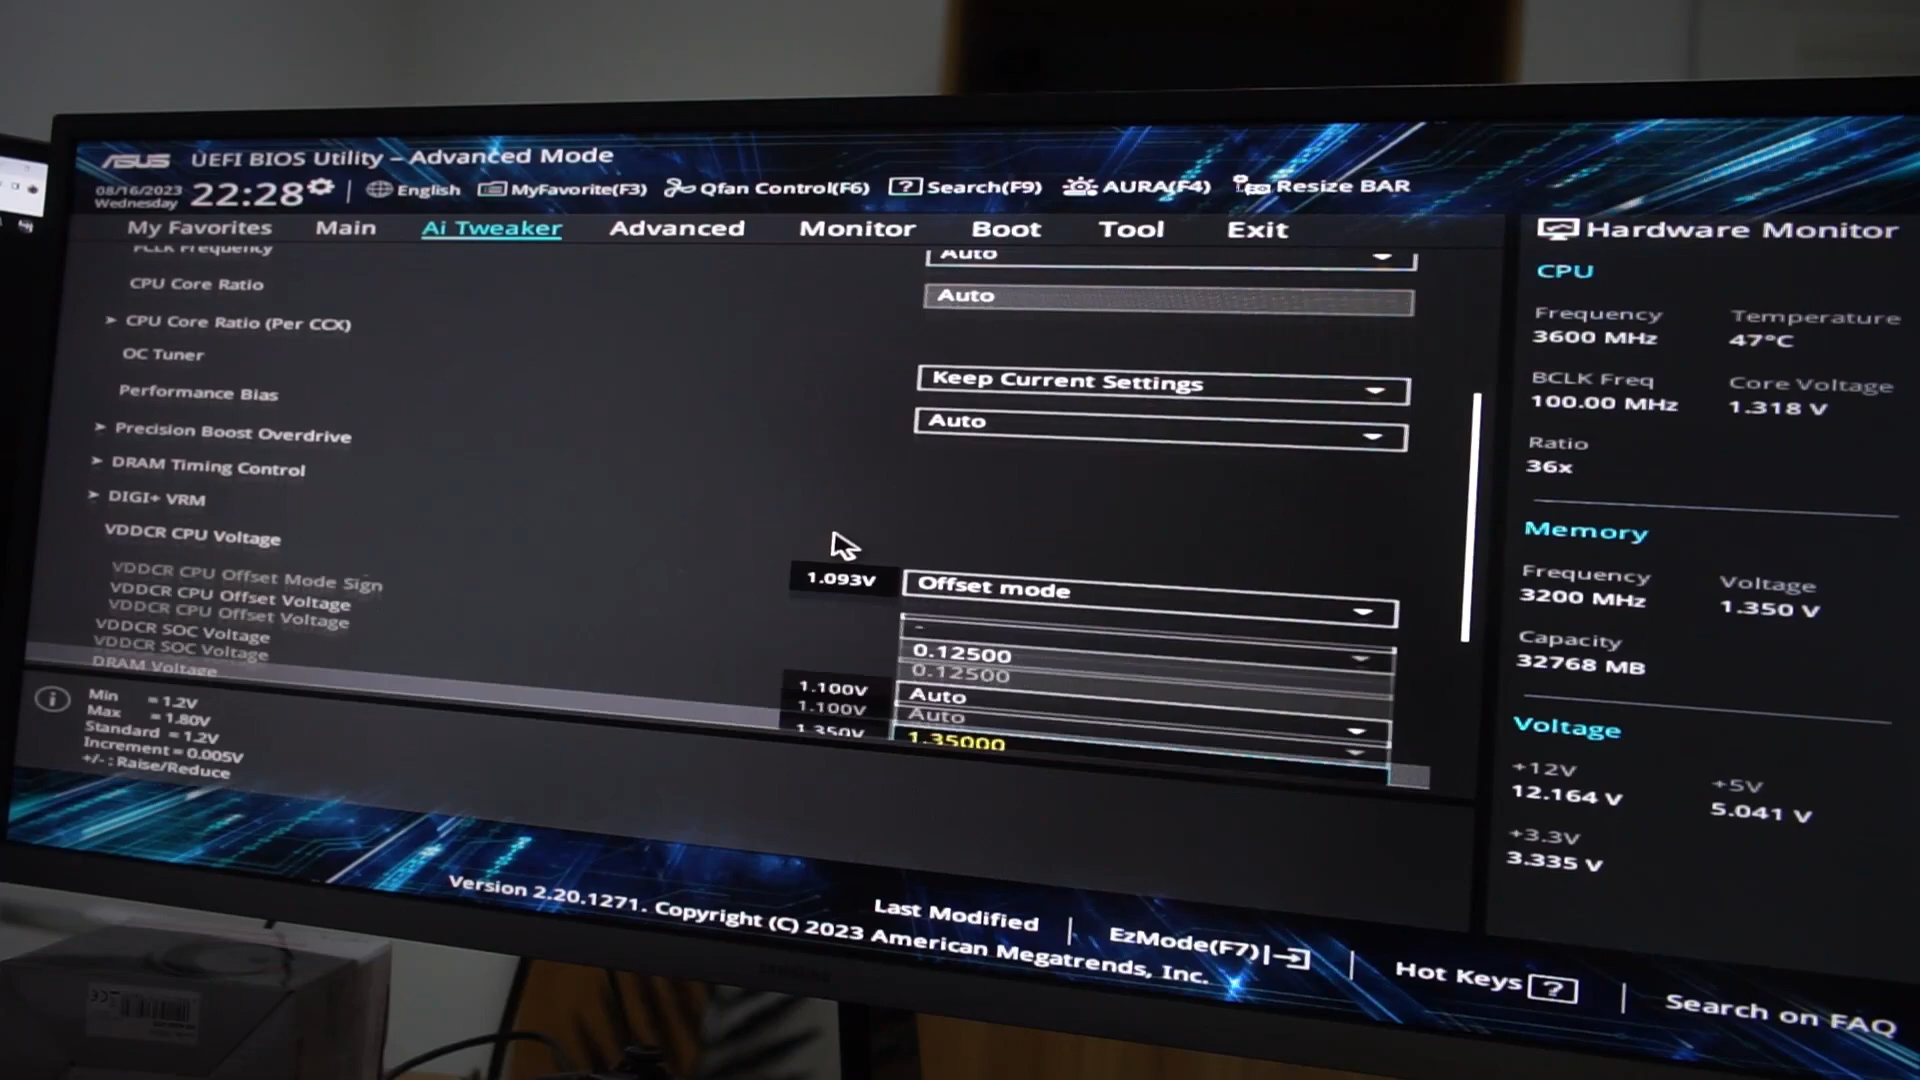 ASUS UEFI BIOS Utility – Advanced Mode
08/16/2023
Wednesday
22:28
English
MyFavorite(F3)
Qfan Control(F6)
? Search(F9)
AURA(F4)
Resize BAR
My Favorites Main Ai Tweaker Advanced Monitor Boot Tool Exit
FCLK Frequency
Auto
CPU Core Ratio
Auto
CPU Core Ratio (Per CCX)
OC Tuner
Keep Current Settings
Performance Bias
Auto
Precision Boost Overdrive
DRAM Timing Control
DIGI+ VRM
VDDCR CPU Voltage
1.093V
Offset mode
VDDCR CPU Offset Mode Sign
-
VDDCR CPU Offset Voltage
0.12500
VDDCR CPU Offset Voltage
0.12500
VDDCR SOC Voltage
1.100V
Auto
VDDCR SOC Voltage
1.100V
Auto
DRAM Voltage
1.350V
1.35000
Min = 1.2V
Max = 1.80V
Standard = 1.2V
Increment = 0.005V
+/- : Raise/Reduce
Hardware Monitor
CPU
Frequency Temperature
3600 MHz 47°C
BCLK Freq Core Voltage
100.00 MHz 1.318 V
Ratio
36x
Memory
Frequency Voltage
3200 MHz 1.350 V
Capacity
32768 MB
Voltage
+12V +5V
12.164 V 5.041 V
+3.3V
3.335 V
Last Modified
EzMode(F7)
Hot Keys ?
Search on FAQ
Version 2.20.1271. Copyright (C) 2023 American Megatrends, Inc.